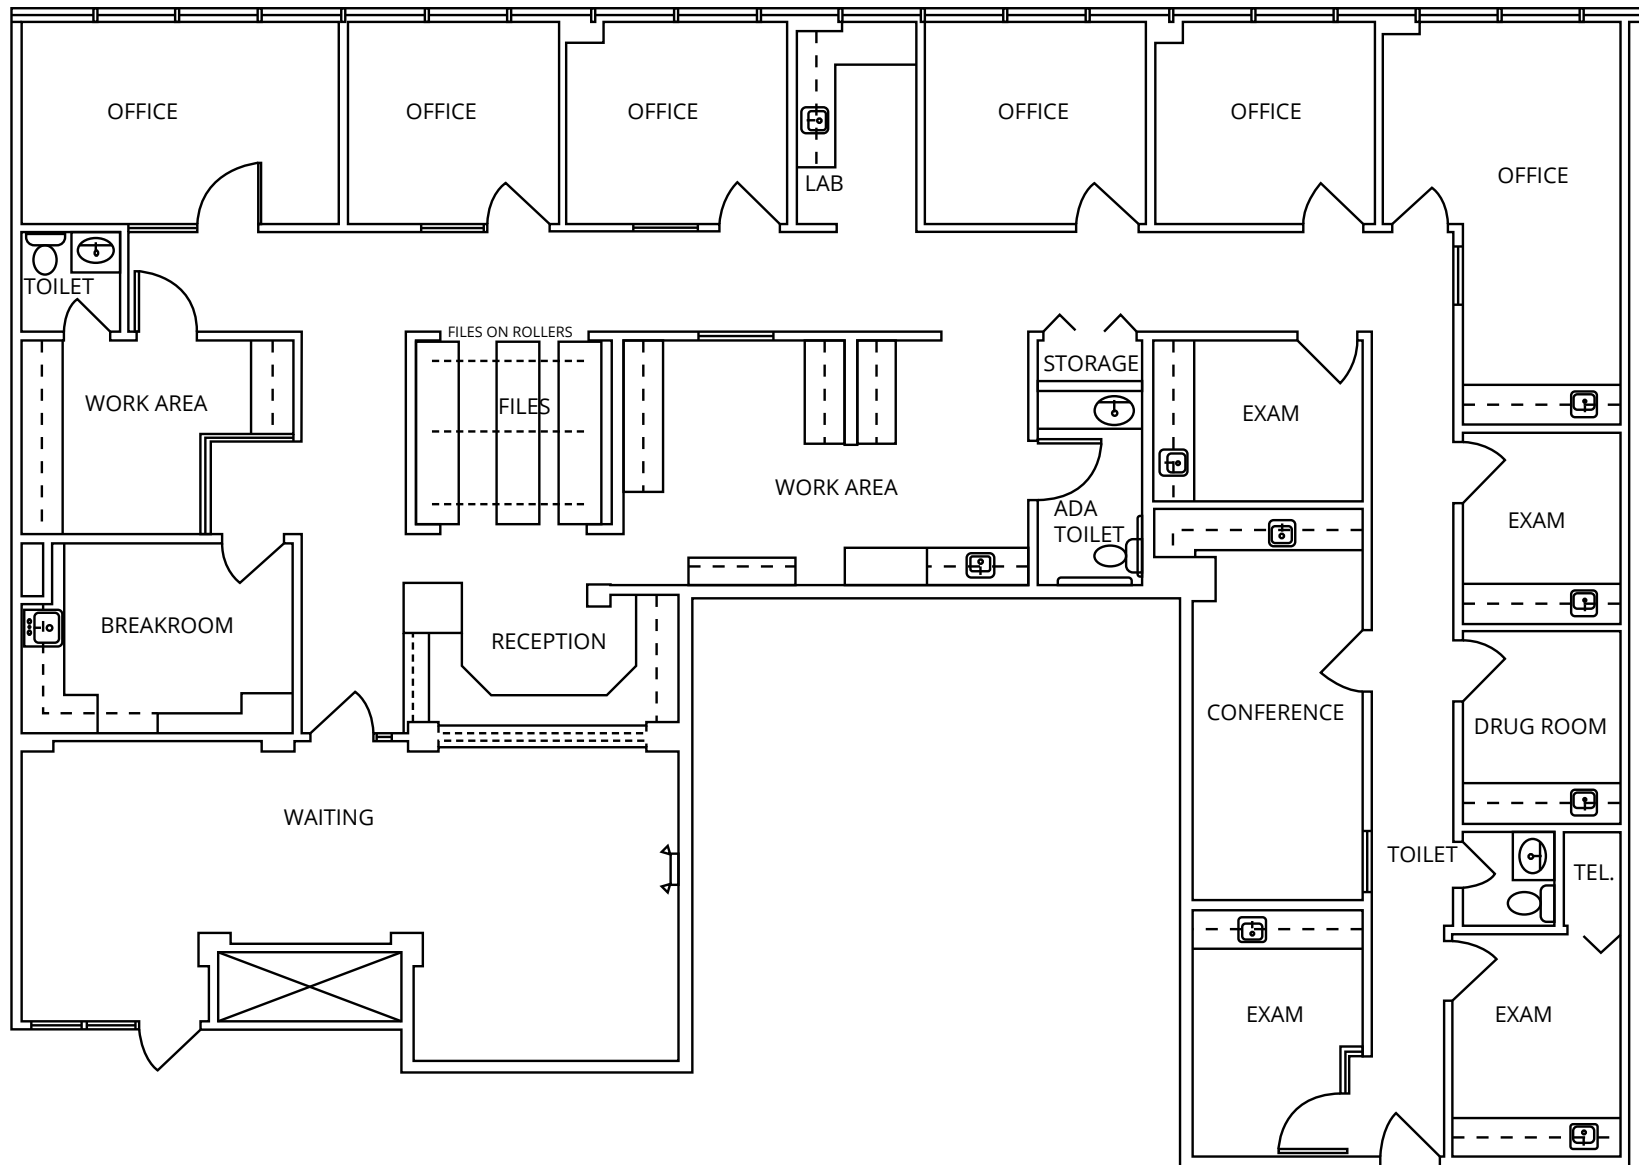 OFFICE
OFFICE
OFFICE
OFFICE
OFFICE
OFFICE
LAB
TOILET
FILES ON ROLLERS
STORAGE
WORK AREA
FILES
EXAM
WORK AREA
ADA
TOILET
EXAM
BREAKROOM
RECEPTION
CONFERENCE
DRUG ROOM
WAITING
TOILET
TEL.
EXAM
EXAM